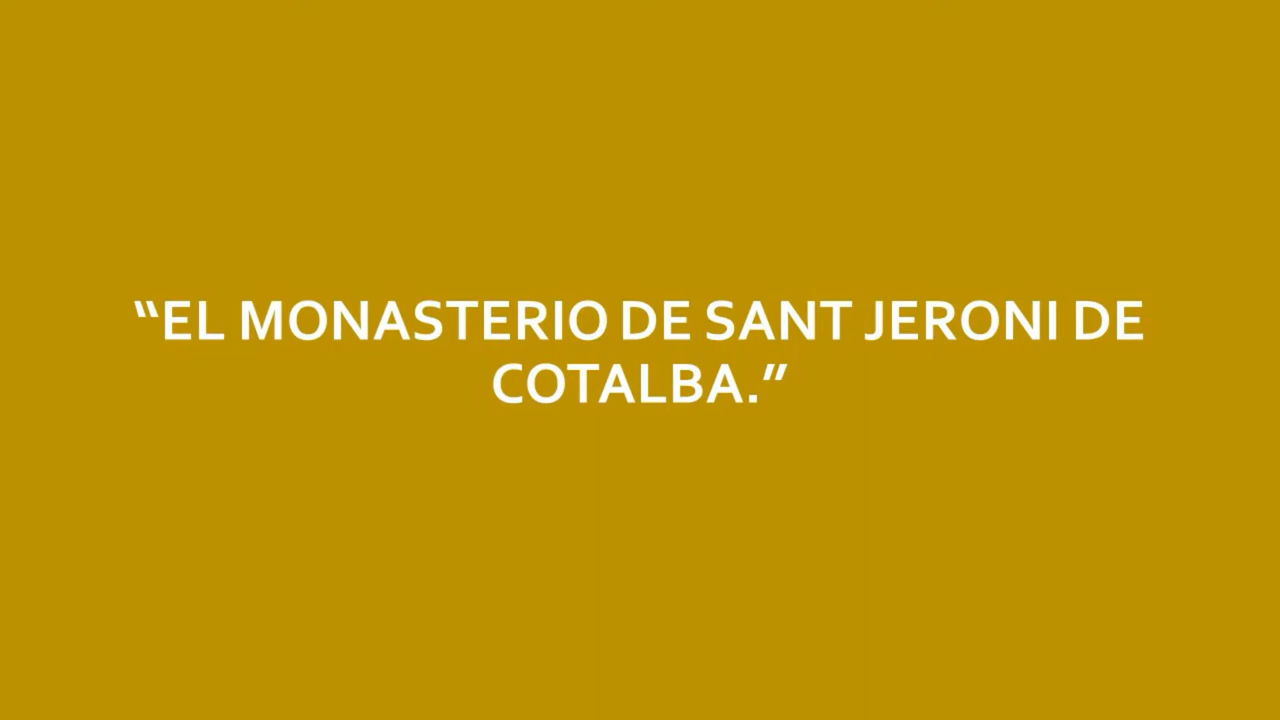 “EL MONASTERIO DE SANT JERONI DE
COTALBA.”